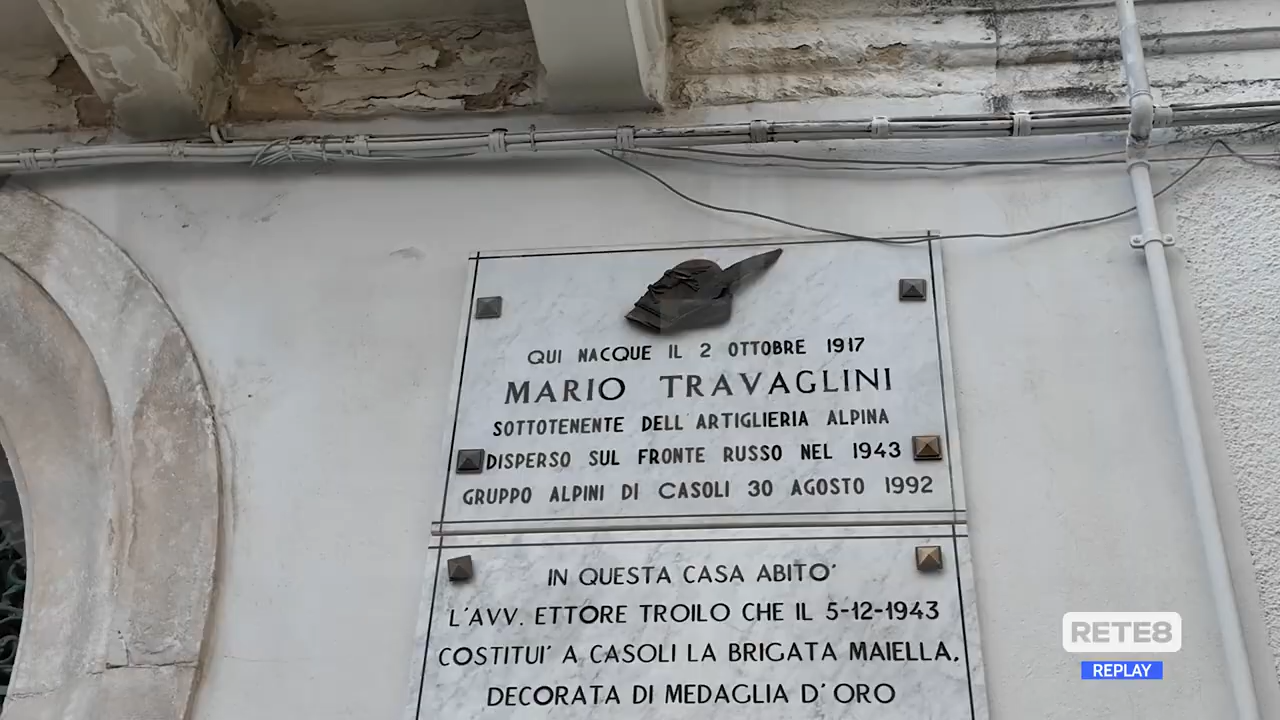 QUI NACQUE IL 2 OTTOBRE 1917
MARIO TRAVAGLINI
SOTTOTENENTE DELL'ARTIGLIERIA ALPINA
DISPERSO SUL FRONTE RUSSO NEL 1943
GRUPPO ALPINI DI CASOLI 30 AGOSTO 1992
IN QUESTA CASA ABITO'
L'AVV. ETTORE TROILO CHE IL 5-12-1943
COSTITUI' A CASOLI LA BRIGATA MAIELLA.
DECORATA DI MEDAGLIA D'ORO
RETE8
REPLAY